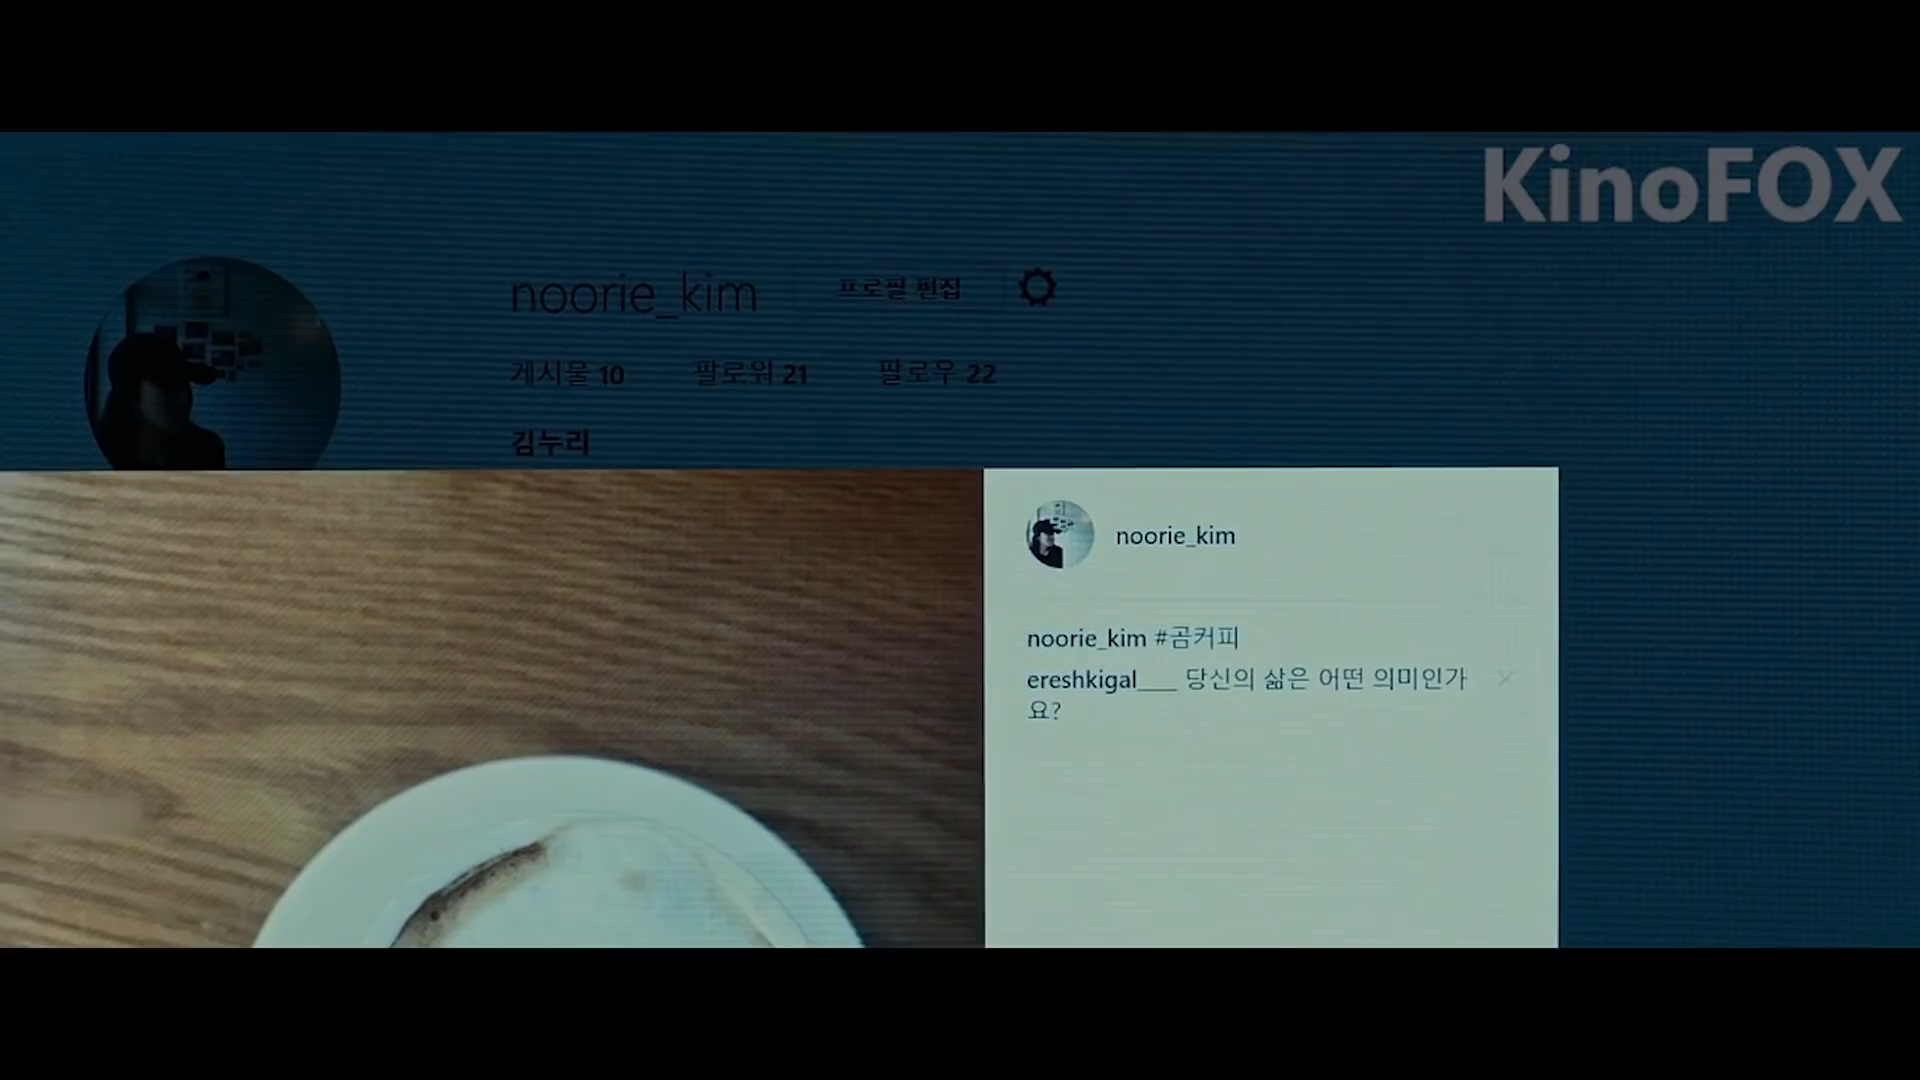 KinoFOX
noorie_kim 프로필 편집
게시물 10 팔로워 21 팔로우 22
김누리
noorie_kim
noorie_kim #곰커피
ereshkigal___ 당신의 삶은 어떤 의미인가
요?